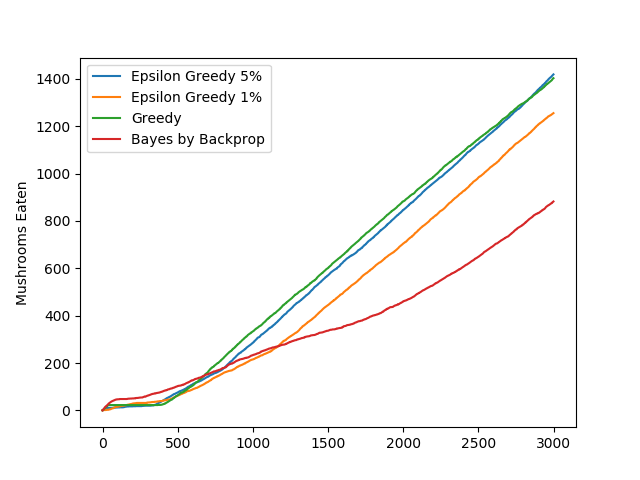 Epsilon Greedy 5%
Epsilon Greedy 1%
Greedy
Bayes by Backprop
Mushrooms Eaten
1400
1200
1000
800
600
400
200
0
0 500 1000 1500 2000 2500 3000